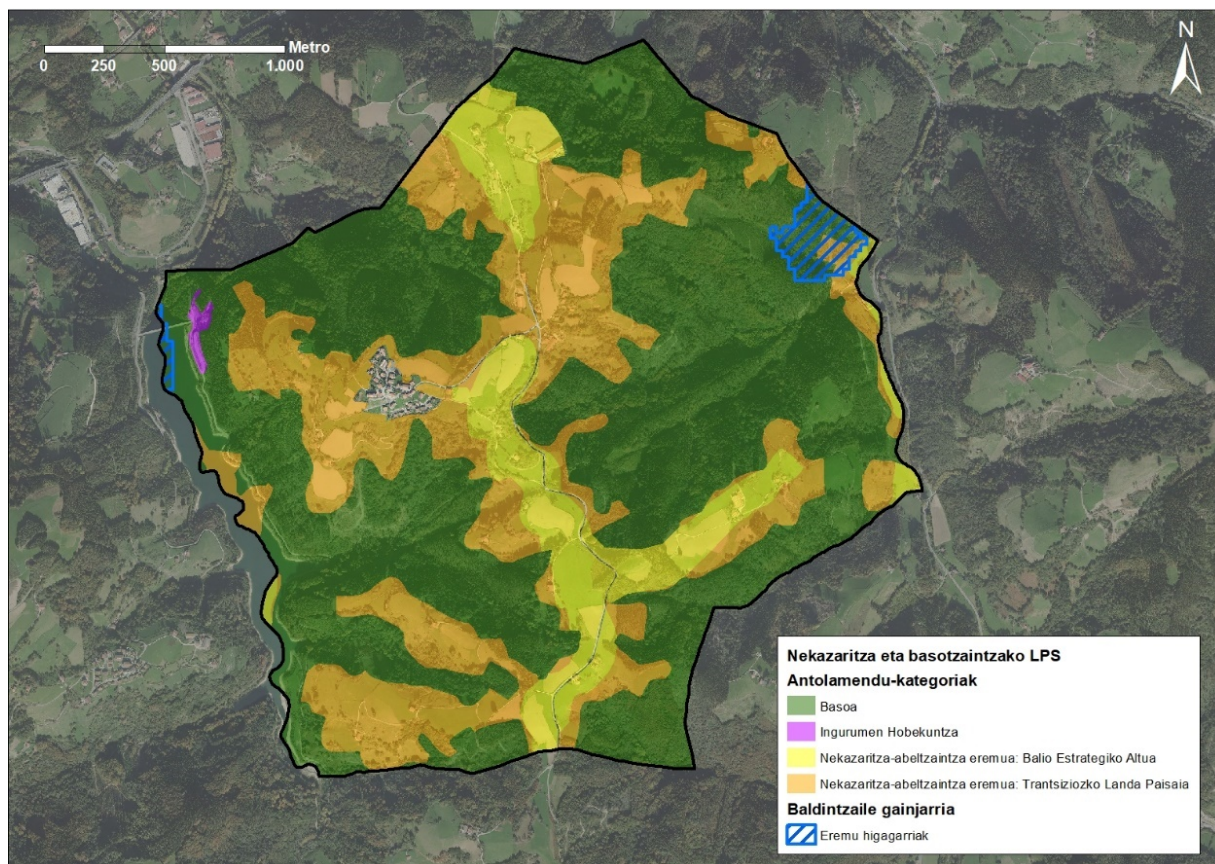 Metro
0 250 500 1.000
N
Nekazaritza eta basotzaintzako LPS
Antolamendu-kategoriak
Basoa
Ingurumen Hobekuntza
Nekazaritza-abeltzaintza eremua: Balio Estrategiko Altua
Nekazaritza-abeltzaintza eremua: Trantsiziozko Landa Paisaia
Baldintzaile gainjarria
Eremu higagarriak